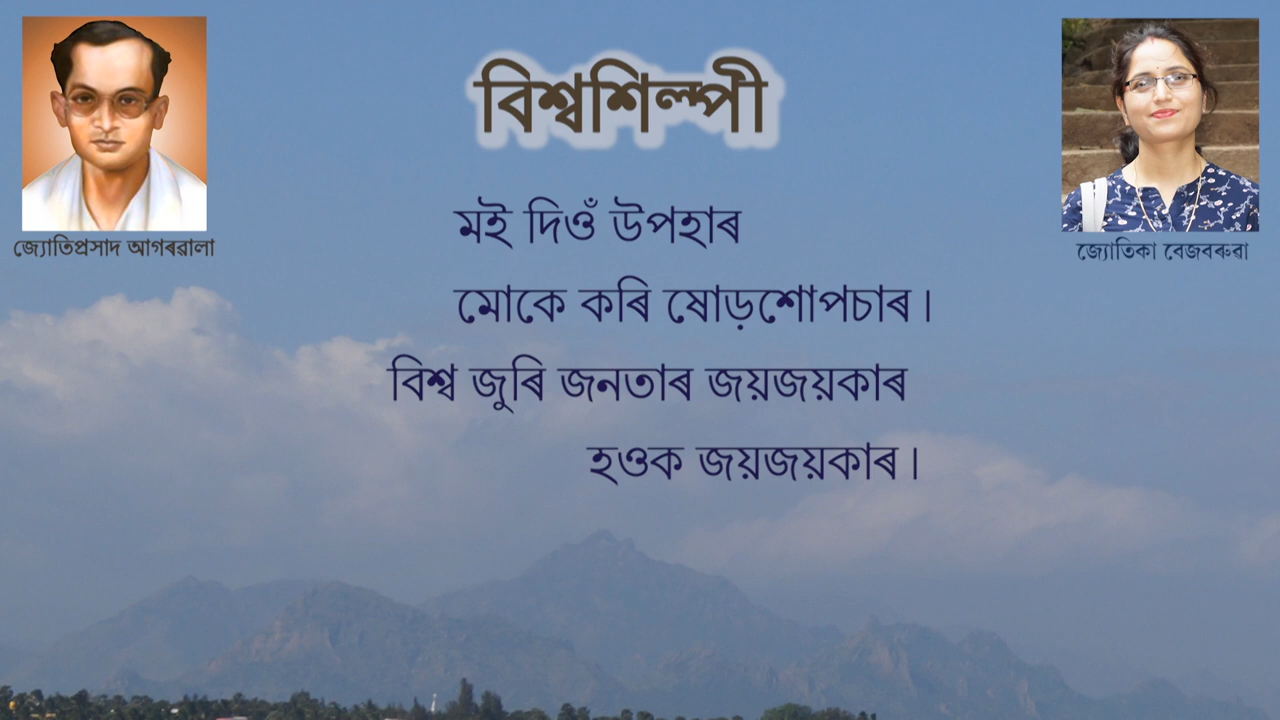 বিশ্বশিল্পী
মই দিওঁ উপহাৰ
মোকে কৰি ষোড়শোপচাৰ।
বিশ্ব জুৰি জনতাৰ জয়জয়কাৰ
হওক জয়জয়কাৰ।
জ্যোতিপ্ৰসাদ আগৰৱালা
জ্যোতিকা বেজবৰুৱা